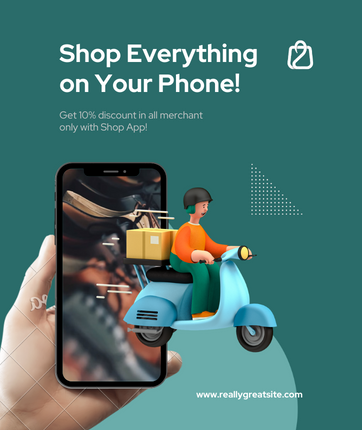 Shop Everything
on Your Phone!
Get 10% discount in all merchant
only with Shop App!
www.reallygreatsite.com